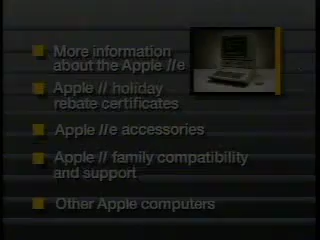 More information
about the Apple //e
Apple // holiday
rebate certificates
Apple //e accessories
Apple // family compatibility
and support
Other Apple computers